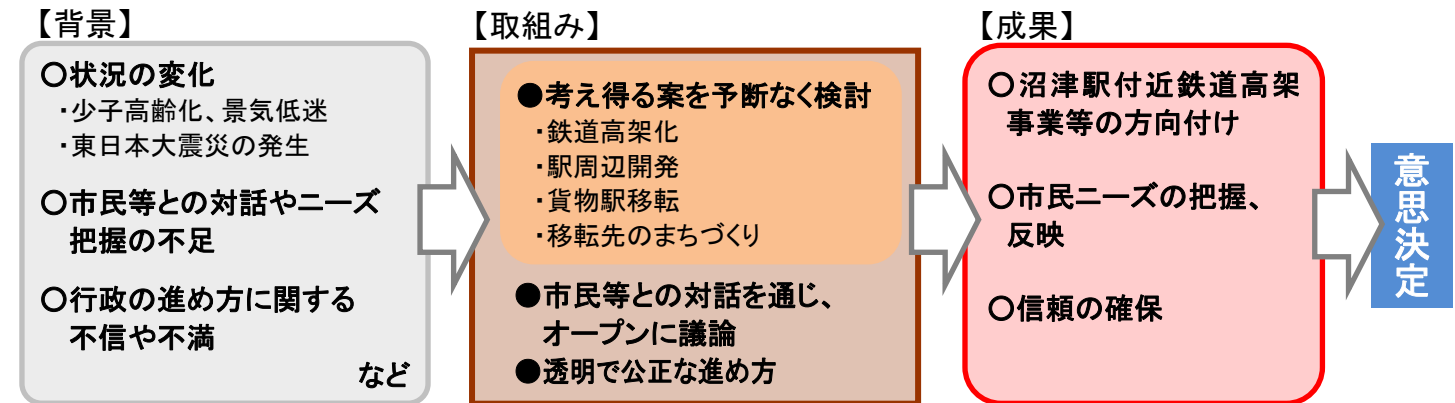 【背景】
〇状況の変化
・少子高齢化、景気低迷
・東日本大震災の発生
〇市民等との対話やニーズ
把握の不足
〇行政の進め方に関する
不信や不満
など
【取組み】
●考え得る案を予断なく検討
・鉄道高架化
・駅周辺開発
・貨物駅移転
・移転先のまちづくり
●市民等との対話を通じ、
オープンに議論
●透明で公正な進め方
【成果】
〇沼津駅付近鉄道高架
事業等の方向付け
〇市民ニーズの把握、
反映
〇信頼の確保
意思決定